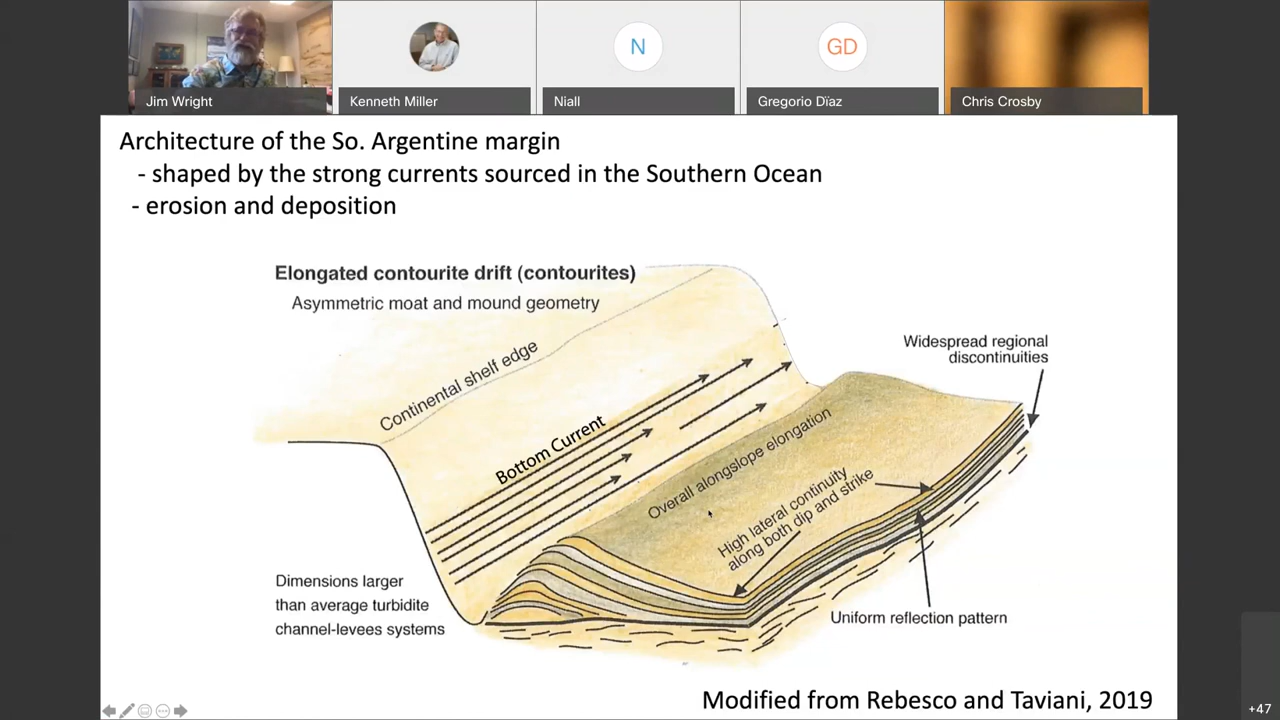 N
GD
Jim Wright
Kenneth Miller
Niall
Gregorio Dïaz
Chris Crosby
Architecture of the So. Argentine margin
- shaped by the strong currents sourced in the Southern Ocean
- erosion and deposition
Elongated contourite drift (contourites)
Asymmetric moat and mound geometry
Continental shelf edge
Bottom Current
Widespread regional
discontinuities
Overall alongslope elongation
High lateral continuity
along both dip and strike
Dimensions larger
than average turbidite
channel-levees systems
Uniform reflection pattern
Modified from Rebesco and Taviani, 2019
+47